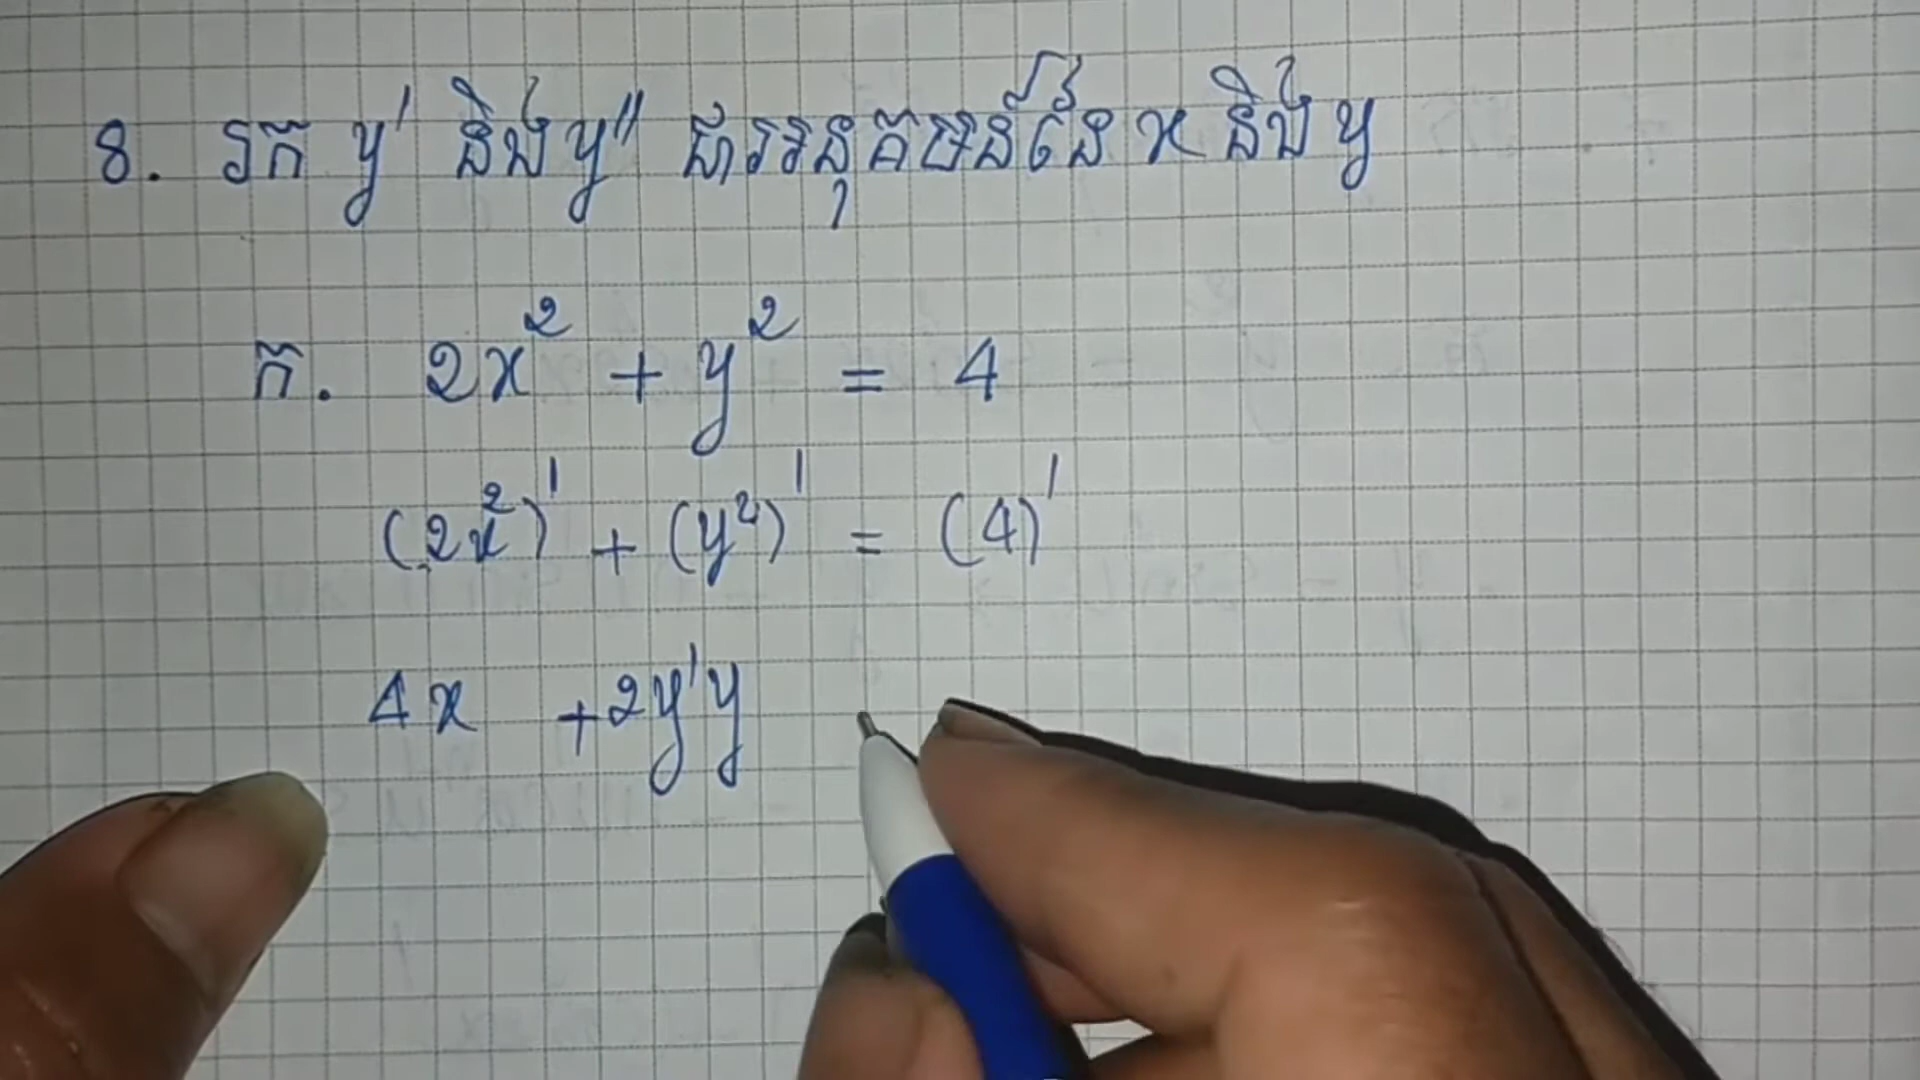 8. រក y' និង y" ជាអនុគមន៍នៃ x និង y
ក. 2x² + y² = 4
(2x²)' + (y²)' = (4)'
4x + 2y'y